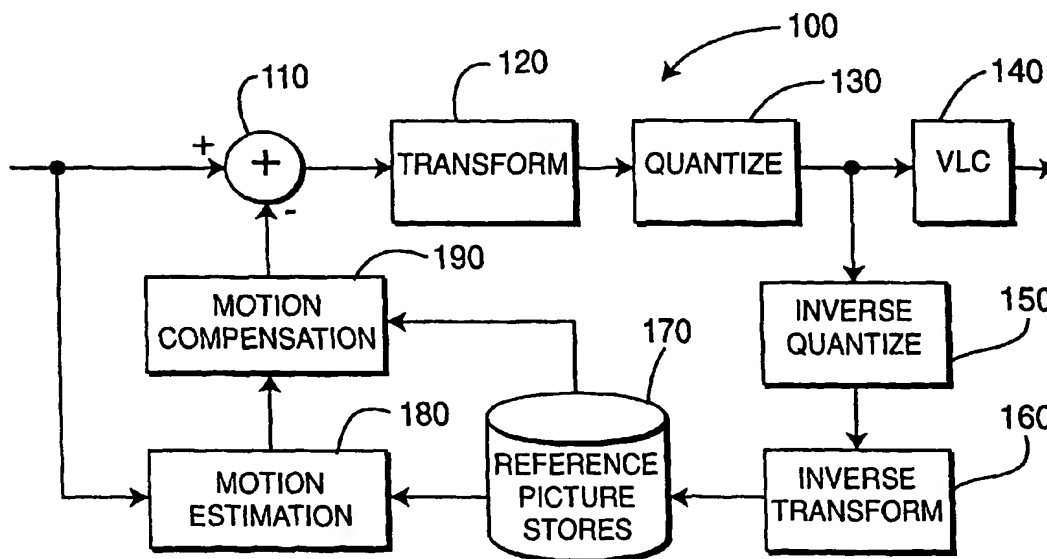 100
110
120
130
140
+
+
-
TRANSFORM
QUANTIZE
VLC
190
MOTION
COMPENSATION
170
INVERSE
QUANTIZE
150
180
160
MOTION
ESTIMATION
REFERENCE
PICTURE
STORES
INVERSE
TRANSFORM